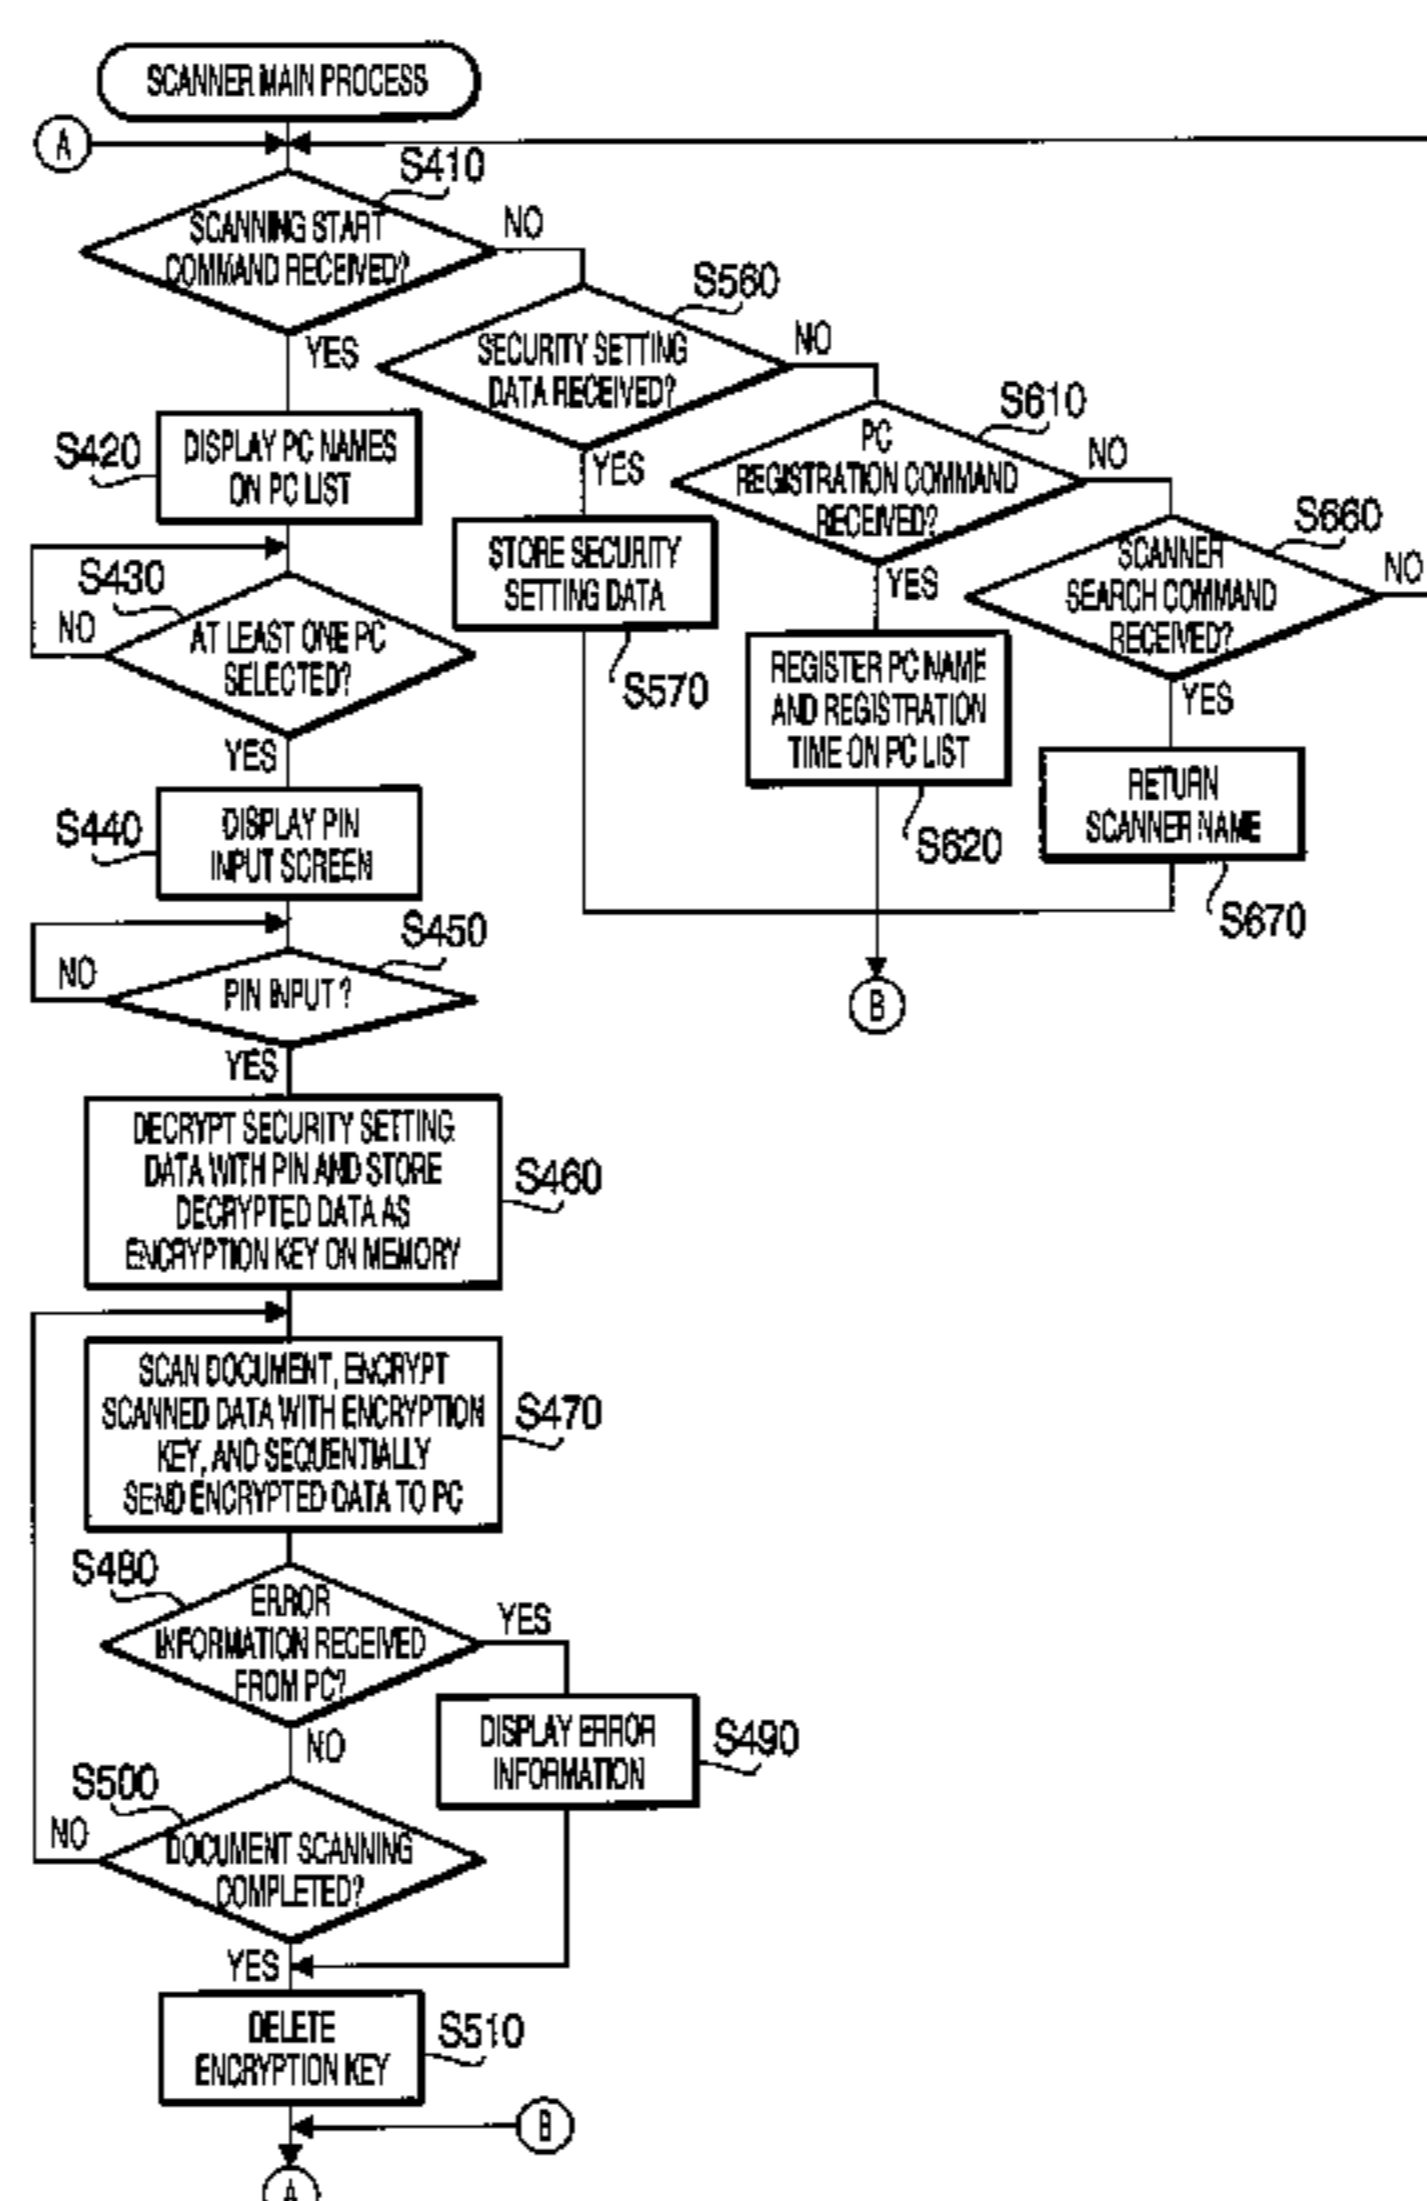 SCANNER MAIN PROCESS
A
S410
SCANNING START
COMMAND RECEIVED?
NO
YES
S560
SECURITY SETTING
DATA RECEIVED?
NO
YES
S610
PC
REGISTRATION COMMAND
RECEIVED?
NO
YES
S660
SCANNER
SEARCH COMMAND
RECEIVED?
NO
YES
S420
DISPLAY PC NAMES
ON PC LIST
STORE SECURITY
SETTING DATA
S570
REGISTER PC NAME
AND REGISTRATION
TIME ON PC LIST
S620
RETURN
SCANNER NAME
S670
B
S430
NO
AT LEAST ONE PC
SELECTED?
YES
S440
DISPLAY PIN
INPUT SCREEN
S450
NO
PIN INPUT ?
YES
DECRYPT SECURITY SETTING
DATA WITH PIN AND STORE
DECRYPTED DATA AS
ENCRYPTION KEY ON MEMORY
S460
SCAN DOCUMENT, ENCRYPT
SCANNED DATA WITH ENCRYPTION
KEY, AND SEQUENTIALLY
SEND ENCRYPTED DATA TO PC
S470
S480
ERROR
INFORMATION RECEIVED
FROM PC?
YES
NO
DISPLAY ERROR
INFORMATION
S490
S500
NO
DOCUMENT SCANNING
COMPLETED?
YES
DELETE
ENCRYPTION KEY
S510
B
A